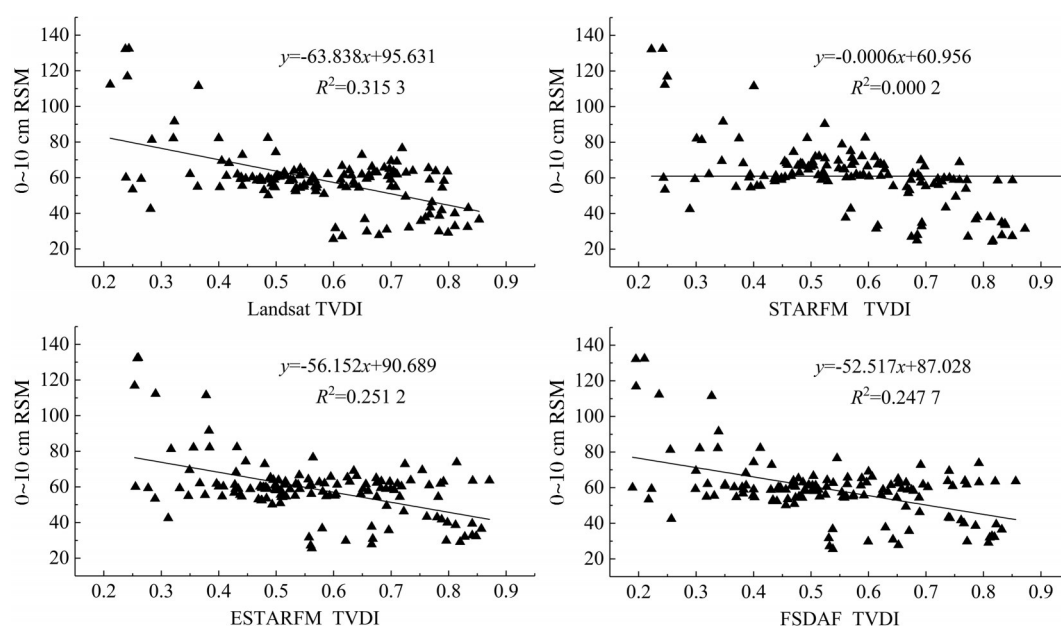 140
120
100
80
60
40
20
0~10 cm RSM
y=-63.838x+95.631
R²=0.315 3
0.2 0.3 0.4 0.5 0.6 0.7 0.8 0.9
Landsat TVDI
140
120
100
80
60
40
20
0~10 cm RSM
y=-0.0006x+60.956
R²=0.000 2
0.2 0.3 0.4 0.5 0.6 0.7 0.8 0.9
STARFM TVDI
140
120
100
80
60
40
20
0~10 cm RSM
y=-56.152x+90.689
R²=0.251 2
0.2 0.3 0.4 0.5 0.6 0.7 0.8 0.9
ESTARFM TVDI
140
120
100
80
60
40
20
0~10 cm RSM
y=-52.517x+87.028
R²=0.247 7
0.2 0.3 0.4 0.5 0.6 0.7 0.8 0.9
FSDAF TVDI